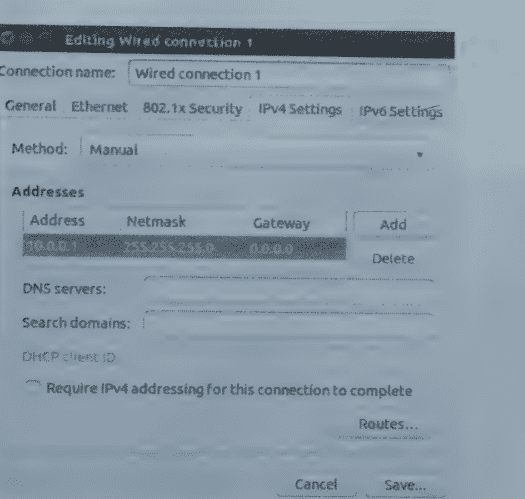 Editing Wired connection 1
Connection name: Wired connection 1
General Ethernet 802.1x Security IPv4 Settings IPv6 Settings
Method: Manual
Addresses
Address Netmask Gateway Add
10.0.0.1 255.255.255.0 0.0.0.0
Delete
DNS servers:
Search domains:
DHCP client ID
Require IPv4 addressing for this connection to complete
Routes...
Cancel Save...